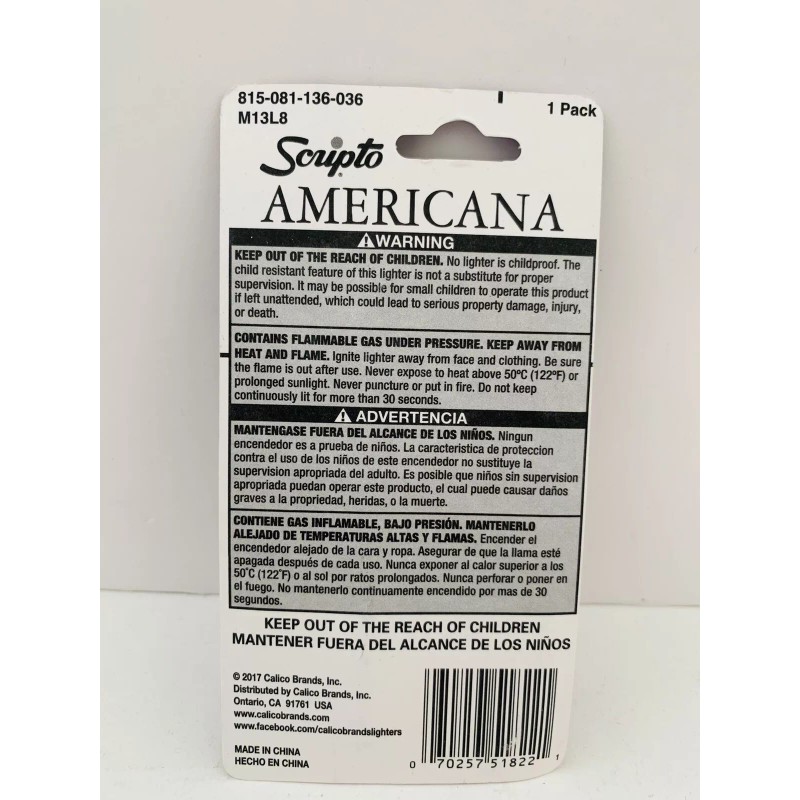 815-081-136-036
1 Pack
M13L8
Scripto
AMERICANA
WARNING
KEEP OUT OF THE REACH OF CHILDREN. No lighter is childproof. The
child resistant feature of this lighter is not a substitute for proper
supervision. It may be possible for small children to operate this product
if left unattended, which could lead to serious property damage, injury,
or death.
CONTAINS FLAMMABLE GAS UNDER PRESSURE. KEEP AWAY FROM
HEAT AND FLAME. Ignite lighter away from face and clothing. Be sure
the flame is out after use. Never expose to heat above 50ºC (122ºF) or
prolonged sunlight. Never puncture or put in fire. Do not keep
continuously lit for more than 30 seconds.
ADVERTENCIA
MANTENGASE FUERA DEL ALCANCE DE LOS NIÑOS. Ningun
encendedor es a prueba de niños. La caracteristica de proteccion
contra el uso de los niños de este encendedor no sustituye la
supervision apropriada del adulto. Es posible que niños sin supervision
apropriada puedan operar este producto, el cual puede causar daños
graves a la propriedad, heridas, o la muerte.
CONTIENE GAS INFLAMABLE, BAJO PRESIÓN. MANTENERLO
ALEJADO DE TEMPERATURAS ALTAS Y FLAMAS. Encender el
encendedor alejado de la cara y ropa. Asegurar de que la llama esté
apagada después de cada uso. Nunca exponer al calor superior a los
50°C (122°F) o al sol por ratos prolongados. Nunca perforar o poner en
el fuego. No mantenerlo continuamente encendido por mas de 30
segundos.
KEEP OUT OF THE REACH OF CHILDREN
MANTENER FUERA DEL ALCANCE DE LOS NIÑOS
© 2017 Calico Brands, Inc.
Distributed by Calico Brands, Inc.
Ontario, CA 91761 USA
www.calicobrands.com
www.facebook.com/calicobrandslighters
MADE IN CHINA
HECHO EN CHINA
0 70257 51822 1